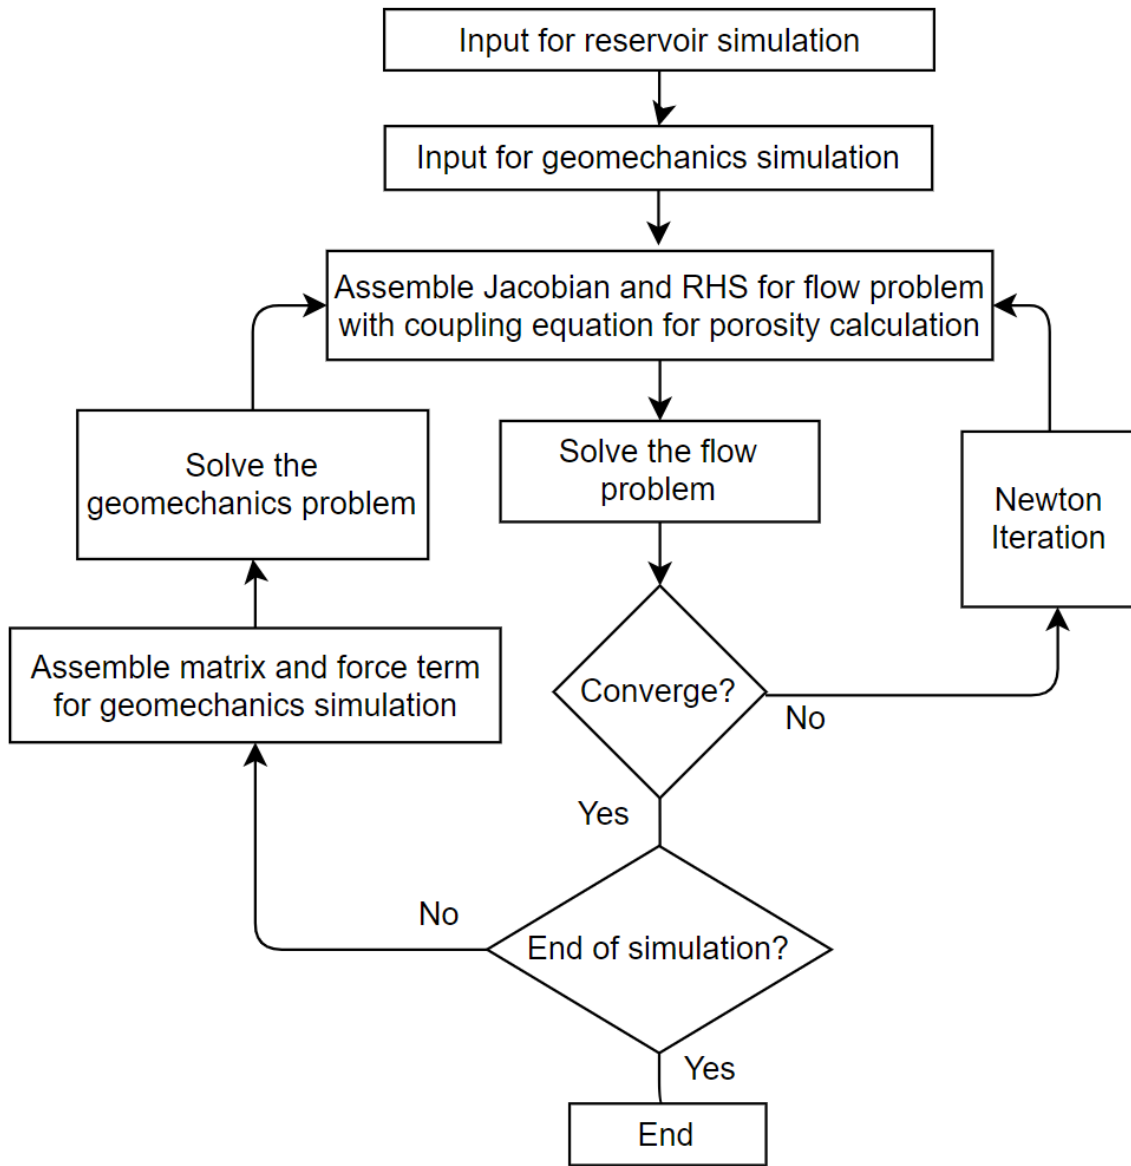 Input for reservoir simulation
Input for geomechanics simulation
Assemble Jacobian and RHS for flow problem
with coupling equation for porosity calculation
Solve the
geomechanics problem
Solve the flow
problem
Newton
Iteration
Assemble matrix and force term
for geomechanics simulation
Converge?
No
Yes
No
End of simulation?
Yes
End